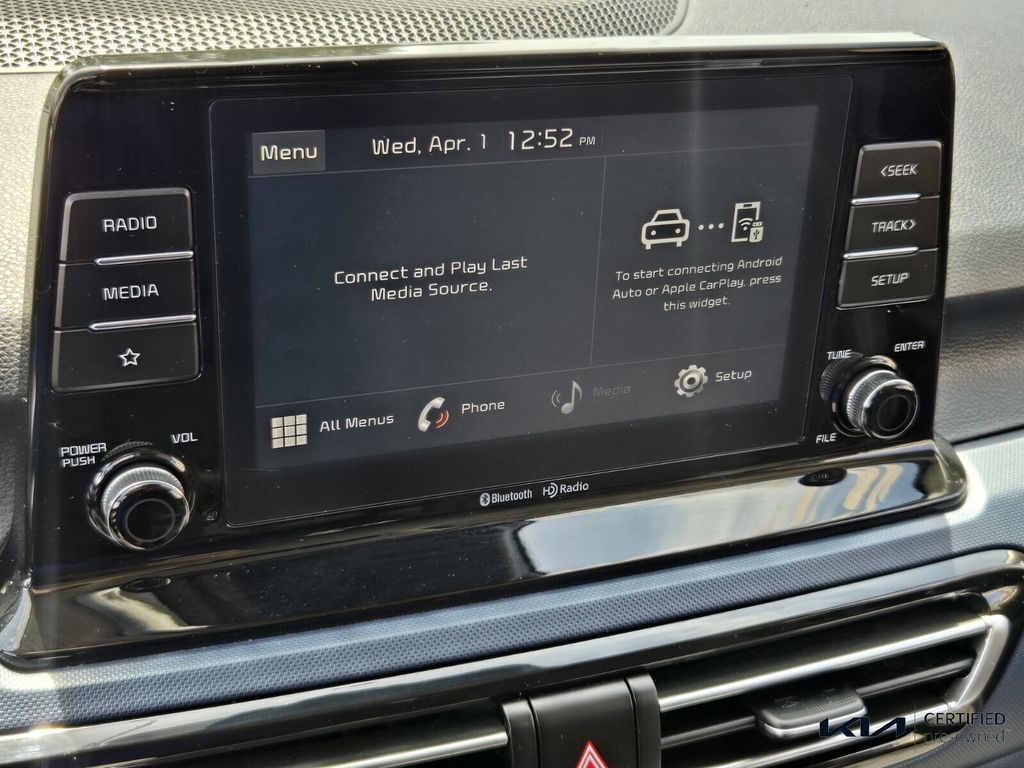 Menu
Wed, Apr. 1 12:52 PM
RADIO
MEDIA
Connect and Play Last
Media Source.
To start connecting Android
Auto or Apple CarPlay, press
this widget.
<SEEK
TRACK>
SETUP
All Menus
Phone
Media
Setup
POWER
PUSH
VOL
TUNE
ENTER
FILE
Bluetooth
HD Radio
KIA
CERTIFIED
pre-owned